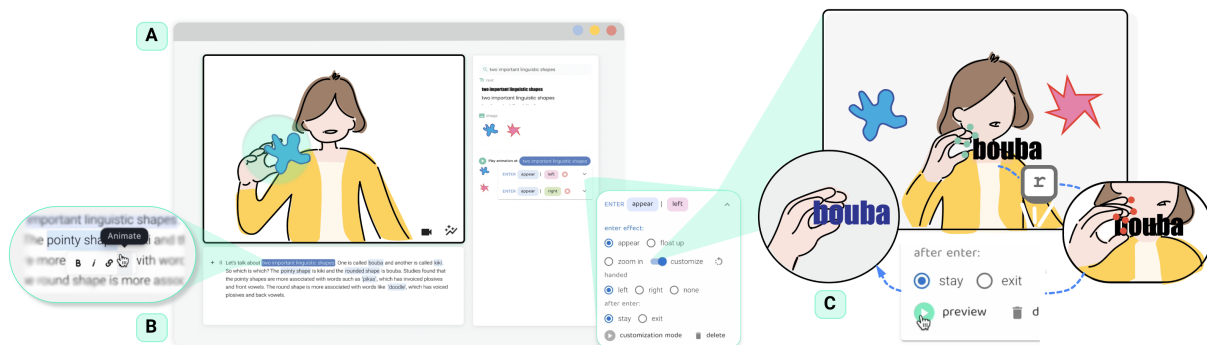 A
two important linguistic shapes
TT text
two important linguistic shapes
two important linguistic shapes
image
Play animation at two important linguistic shapes
ENTER appear | left
ENTER appear | right
important linguistic shapes
The pointy shap
Animate
is more B i with word
e round shape is more assoc
Let's talk about two important linguistic shapes. One is called bouba and another is called kiki.
So which is which? The pointy shape is kiki and the rounded shape is bouba. Studies found that
the pointy shapes are more associated with words such as 'pikes', which has invoiced plosives
and front vowels. The round shape is more associated with words like 'doodle', which has voiced
plosives and back vowels.
B
ENTER appear | left
enter effect:
appear float up
zoom in customize
handed
left right none
after enter:
stay exit
customization mode delete
bouba
r
bouba
bouba
after enter:
stay exit
preview d
C